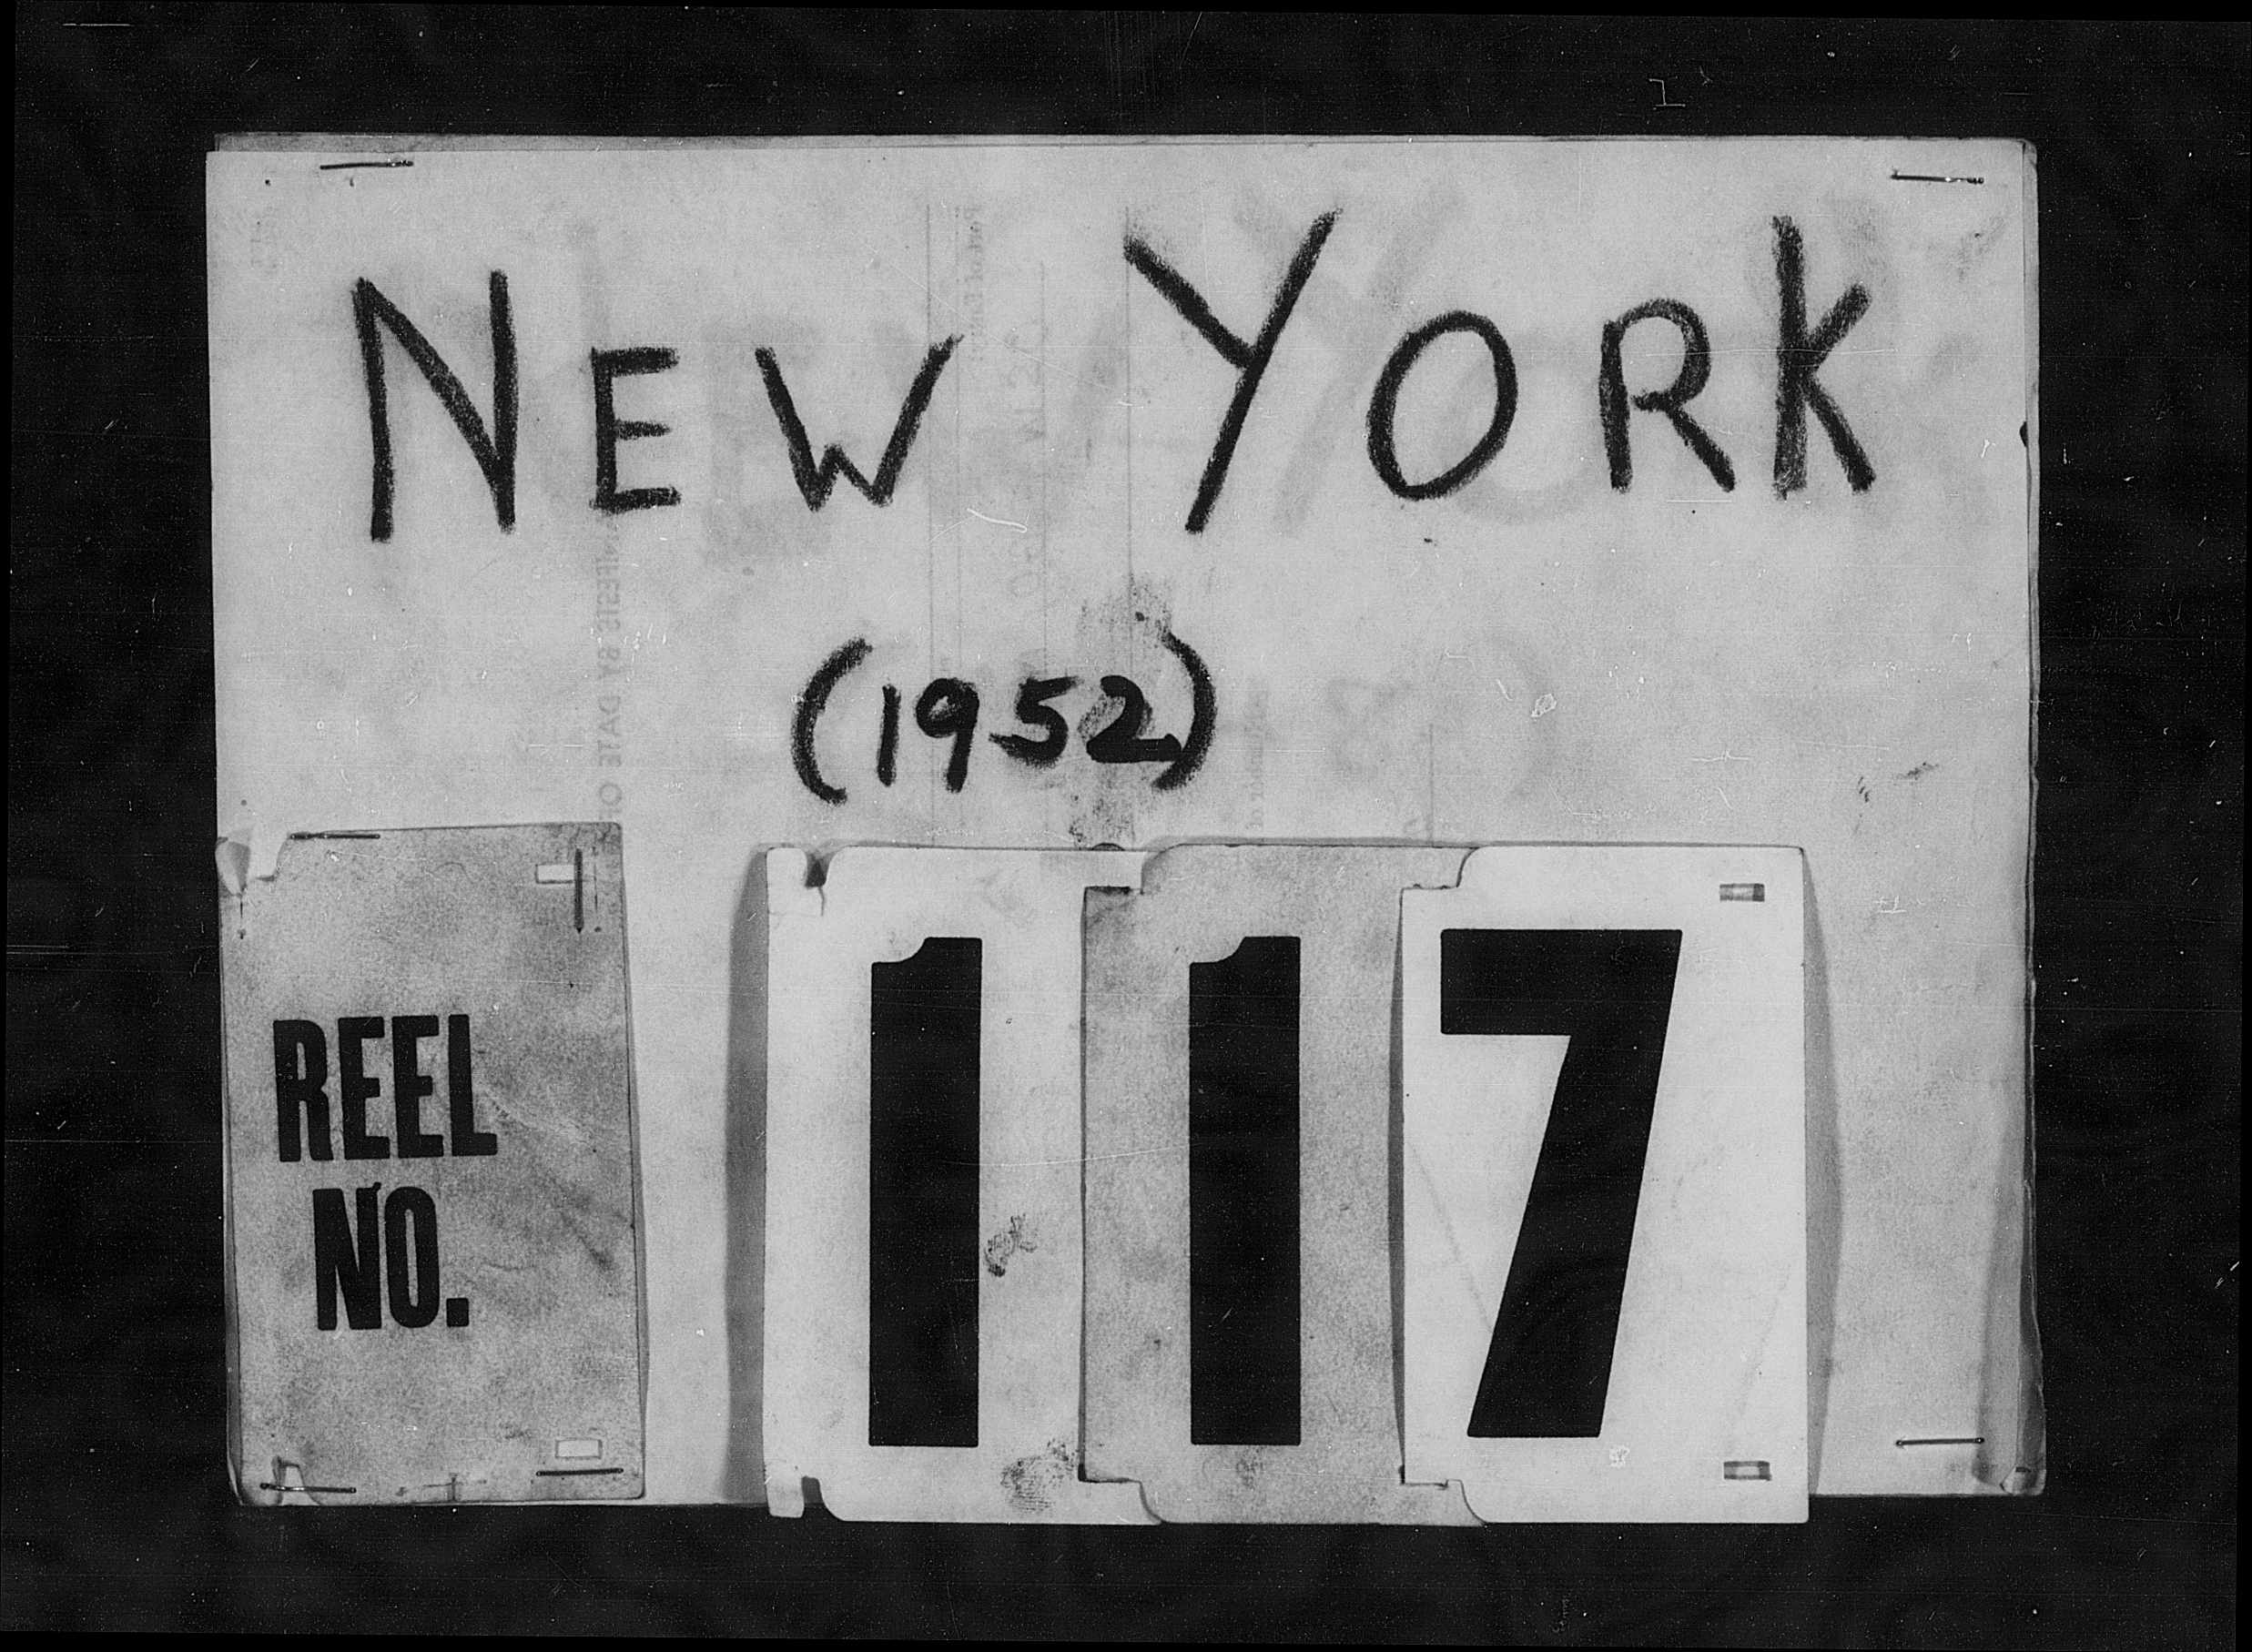 NEW YORK
(1952)
REEL
NO.
117